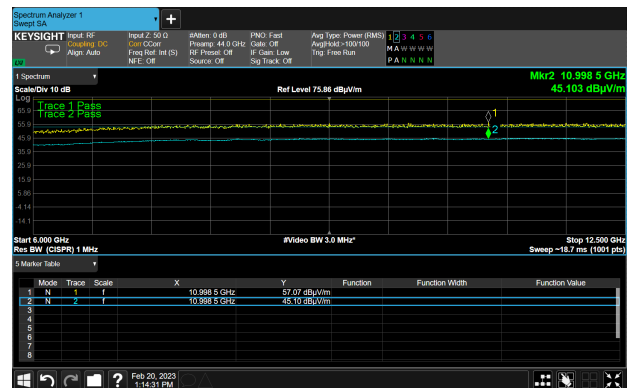 Spectrum Analyzer 1
Swept SA
+
KEYSIGHT Input: RF Input Z: 50 Ω #Atten: 0 dB PNO: Fast Avg Type: Power (RMS) 1 2 3 4 5 6
Coupling: DC Corr CCorr Preamp: 44.0 GHz Gate: Off Avg|Hold:>100/100 M A W W W W
Align: Auto Freq Ref: Int (S) RF Preset: Off IF Gain: Low Trig: Free Run
NFE: Off Source: Off Sig Track: Off P A N N N N
LXI
1 Spectrum Mkr2 10.998 5 GHz
Scale/Div 10 dB Ref Level 75.86 dBµV/m 45.103 dBµV/m
Log
Trace 1 Pass
65.9
Trace 2 Pass
1
55.9
2
45.9
35.9
25.9
15.9
5.86
-4.14
-14.1
Start 6.000 GHz #Video BW 3.0 MHz* Stop 12.500 GHz
Res BW (CISPR) 1 MHz Sweep ~18.7 ms (1001 pts)
5 Marker Table
Mode Trace Scale X Y Function Function Width Function Value
1 N 1 f 10.998 5 GHz 57.07 dBµV/m
2 N 2 f 10.998 5 GHz 45.10 dBµV/m
3
4
5
6
7
8
? Feb 20, 2023
1:14:31 PM